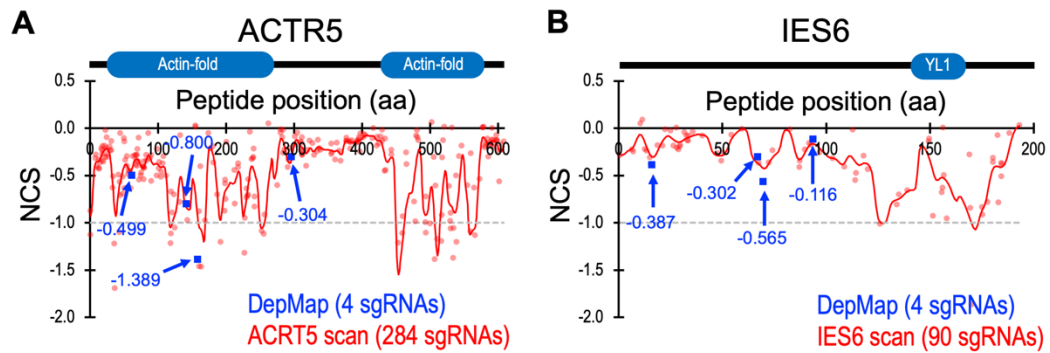 A
ACTR5
Actin-fold
Actin-fold
Peptide position (aa)
0.5
0.0
-0.5
-1.0
-1.5
-2.0
NCS
0
100
200
300
400
500
600
0.800
-0.499
-1.389
-0.304
DepMap (4 sgRNAs)
ACRT5 scan (284 sgRNAs)
B
IES6
YL1
Peptide position (aa)
0.5
0.0
-0.5
-1.0
-1.5
-2.0
NCS
0
50
100
150
200
-0.387
-0.302
-0.565
-0.116
DepMap (4 sgRNAs)
IES6 scan (90 sgRNAs)